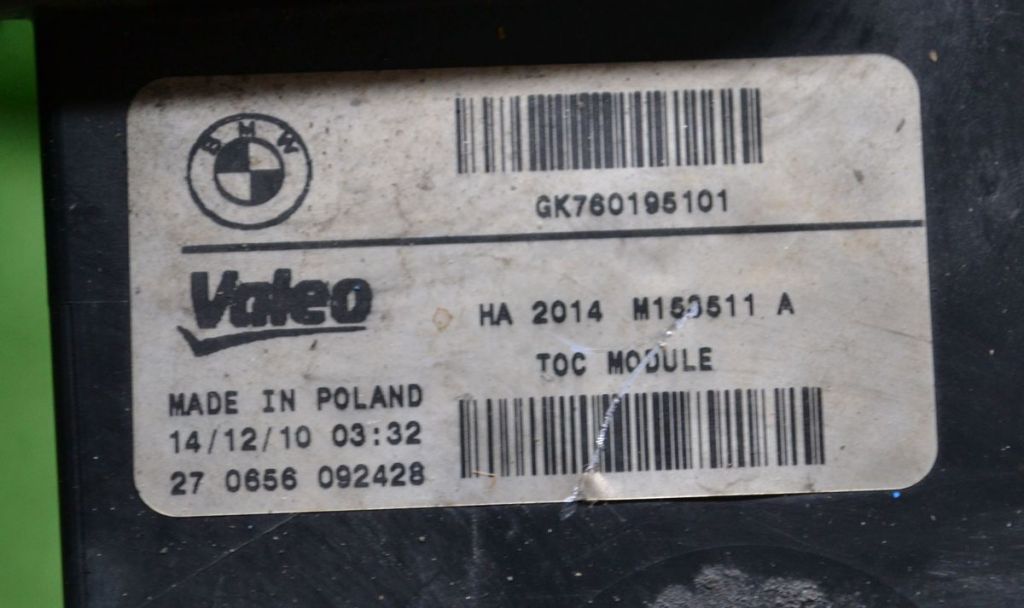 BMW
GK760195101
Valeo
HA 2014 M150511 A
TOC MODULE
MADE IN POLAND
14/12/10 03:32
27 0656 092428